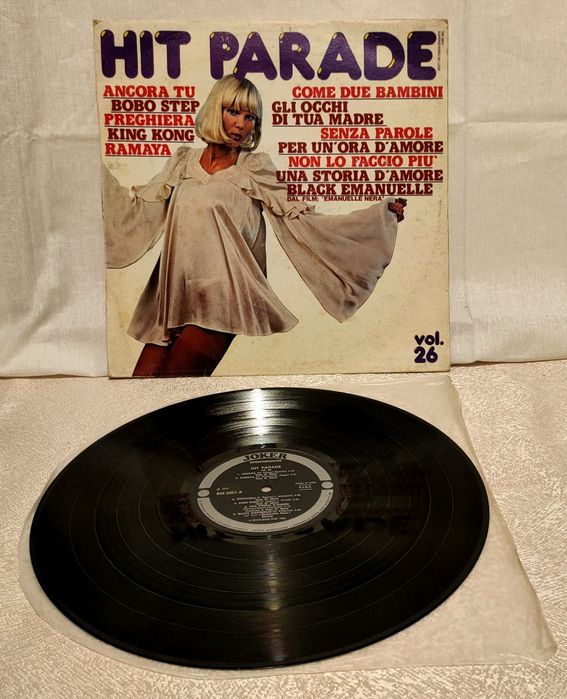 HIT PARADE
ANCORA TU
BOBO STEP
PREGHIERA
KING KONG
RAMAYA
COME DUE BAMBINI
GLI OCCHI
DI TUA MADRE
SENZA PAROLE
PER UN'ORA D'AMORE
NON LO FACCIO PIU'
UNA STORIA D'AMORE
BLACK EMANUELLE
DAL FILM: "EMANUELLE NERA"
vol.
26
JOKER
HIT PARADE